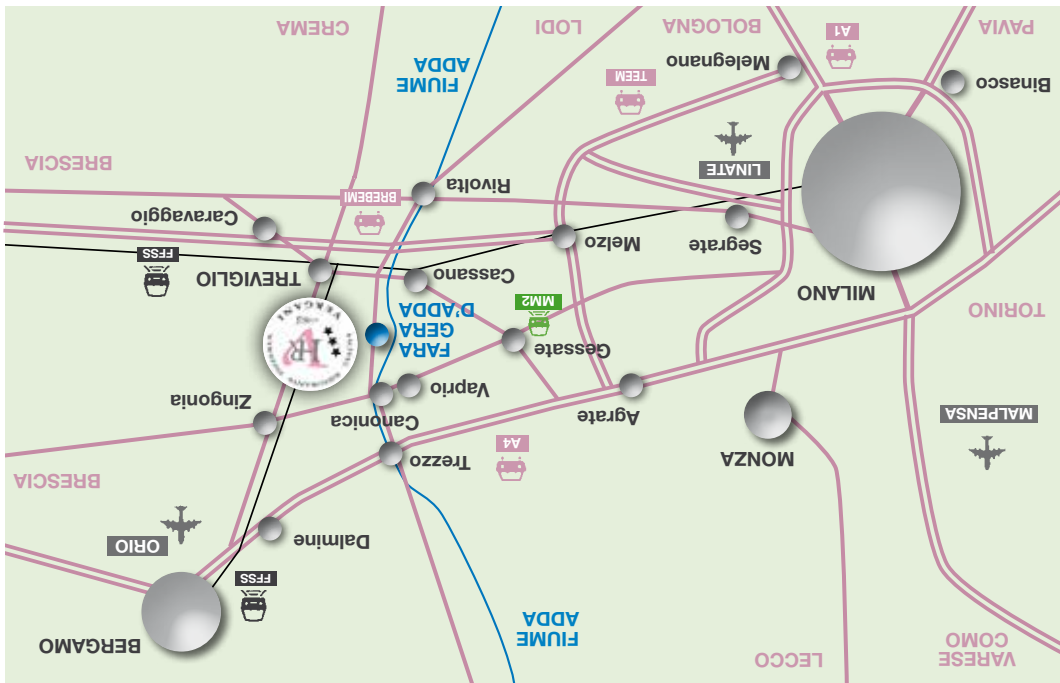 VARESE
COMO
LECCO
FIUME
ADDA
BERGAMO
FFSS
Dalmine
ORIO
MALPENSA
MONZA
A4
Trezzo
BRESCIA
Agrate
Canonica
Vaprio
Zingonia
TORINO
MILANO
Gessate
MM2
FARA
GERA
D'ADDA
HR
VERGANI
Cassano
TREVIGLIO
FFSS
Segrate
Melzo
Caravaggio
BREBEMI
Rivolta
BRESCIA
LINATE
Binasco
Melegnano
TEEM
FIUME
ADDA
A1
PAVIA
BOLOGNA
LODI
CREMA